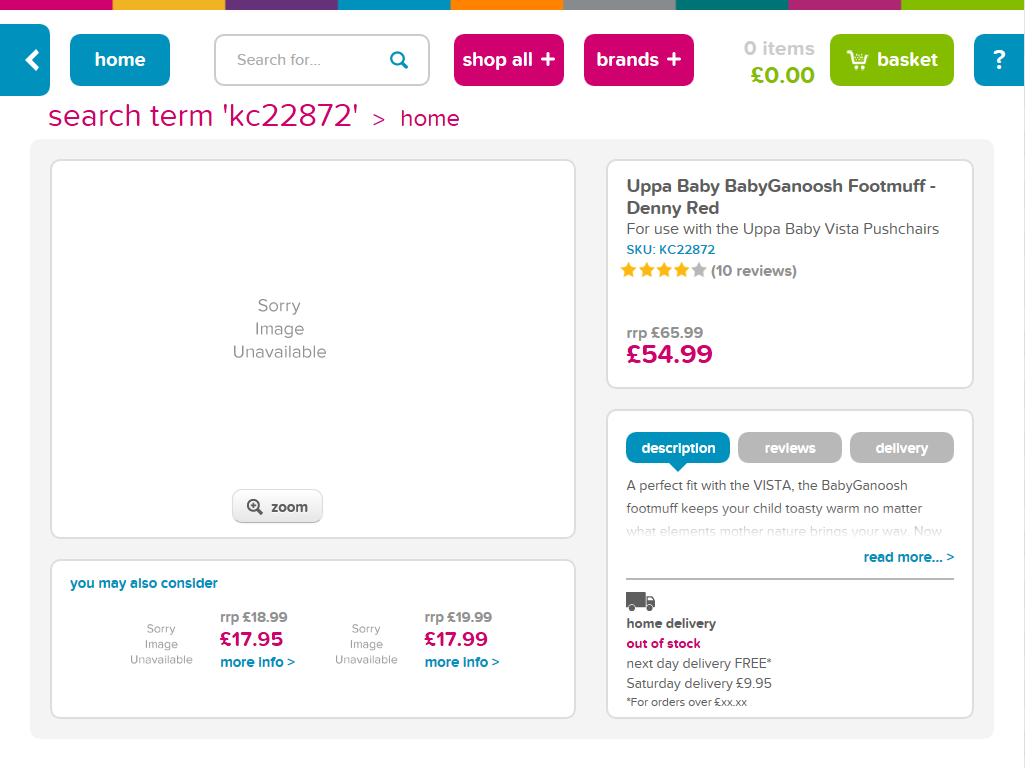 home
Search for...
shop all +
brands +
0 items
£0.00
basket
?
search term 'kc22872' > home
Sorry
Image
Unavailable
zoom
Uppa Baby BabyGanoosh Footmuff -
Denny Red
For use with the Uppa Baby Vista Pushchairs
SKU: KC22872
(10 reviews)
rrp £65.99
£54.99
description
reviews
delivery
A perfect fit with the VISTA, the BabyGanoosh
footmuff keeps your child toasty warm no matter
what elements mother nature brings your way. Now
read more... >
home delivery
out of stock
next day delivery FREE*
Saturday delivery £9.95
*For orders over £xx.xx
you may also consider
Sorry
Image
Unavailable
rrp £18.99
£17.95
more info >
Sorry
Image
Unavailable
rrp £19.99
£17.99
more info >